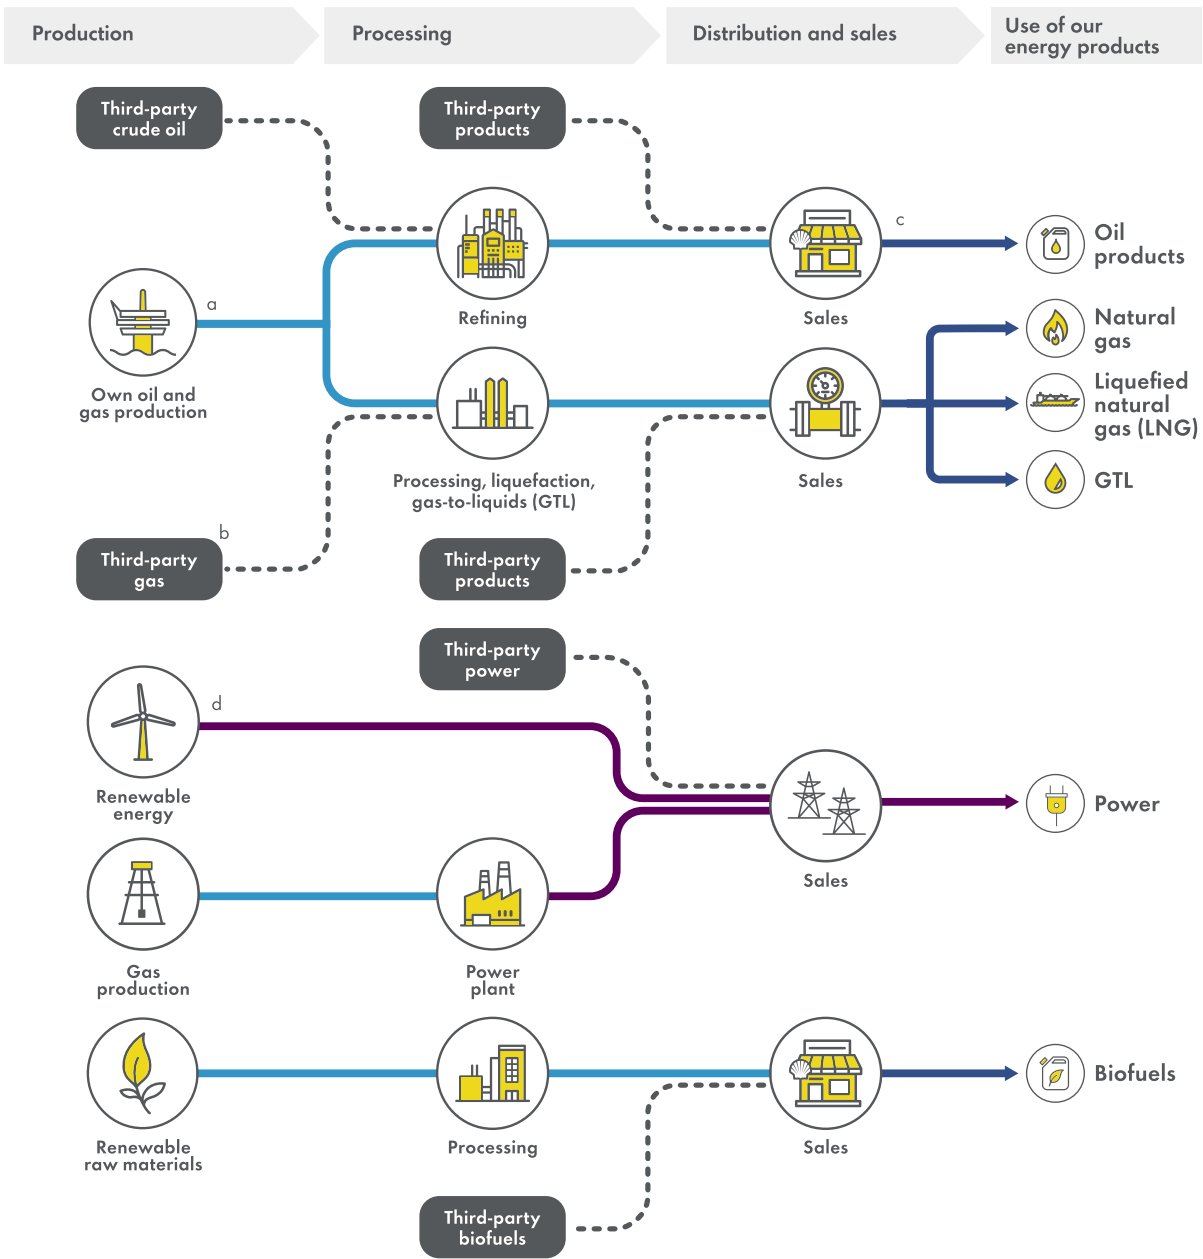 Production
Processing
Distribution and sales
Use of our
energy products
Third-party
crude oil
Third-party
products
c
Oil
products
Refining
Sales
a
Own oil and
gas production
Natural
gas
Liquefied
natural
gas (LNG)
GTL
Processing, liquefaction,
gas-to-liquids (GTL)
Sales
b
Third-party
gas
Third-party
products
Third-party
power
d
Renewable
energy
Sales
Power
Gas
production
Power
plant
Renewable
raw materials
Processing
Sales
Biofuels
Third-party
biofuels